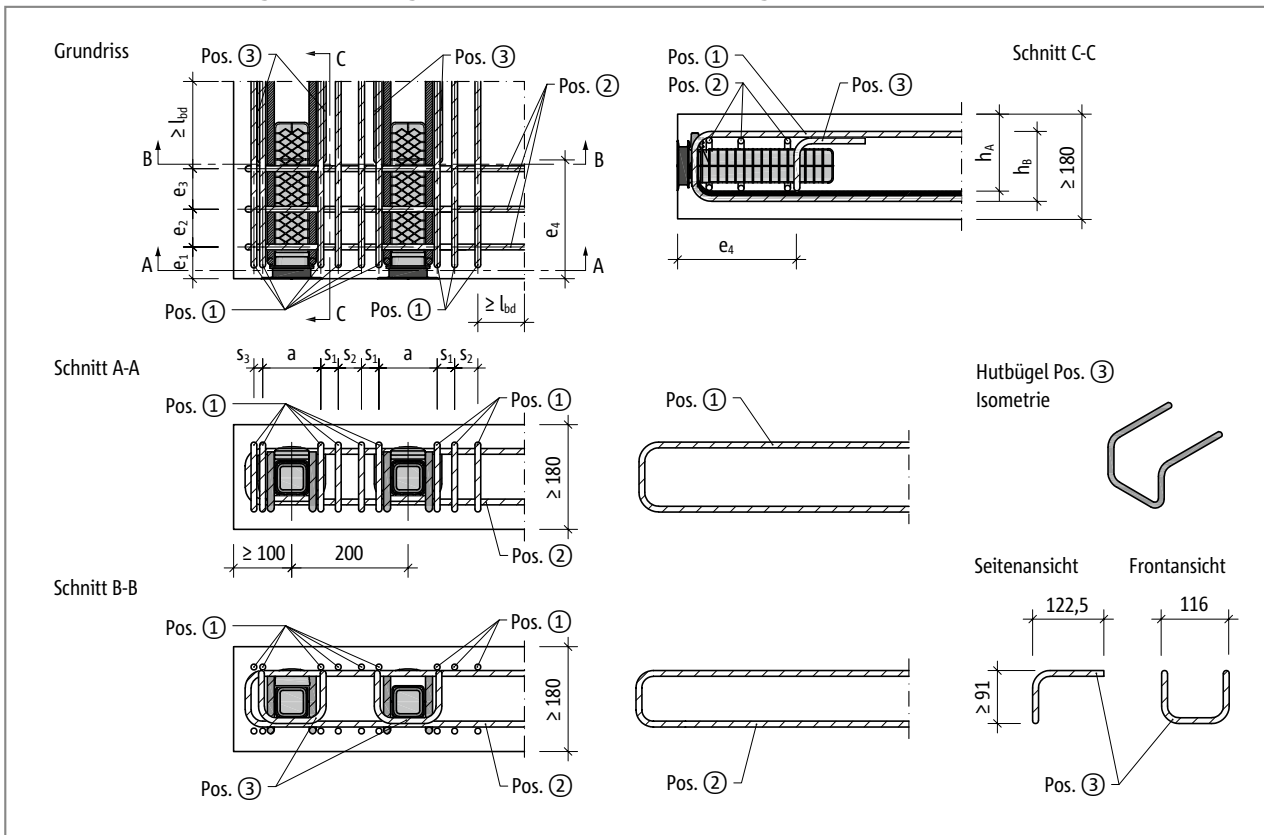 Grundriss
Pos. ③
C
Pos. ③
Pos. ②
≥ lbd
B
B
e3
e2
e4
A
A
e1
Pos. ①
C
Pos. ①
≥ lbd
Pos. ①
Schnitt C-C
Pos. ②
Pos. ③
hA
hB
≥ 180
e4
Schnitt A-A
s3
a
s1
s2
s1
a
s1
s2
Pos. ①
Pos. ①
≥ 180
Pos. ②
≥ 100
200
Pos. ①
Hutbügel Pos. ③
Isometrie
Schnitt B-B
Pos. ①
Pos. ①
≥ 180
Pos. ③
Pos. ②
Pos. ②
Seitenansicht
Frontansicht
122,5
116
≥ 91
Pos. ③